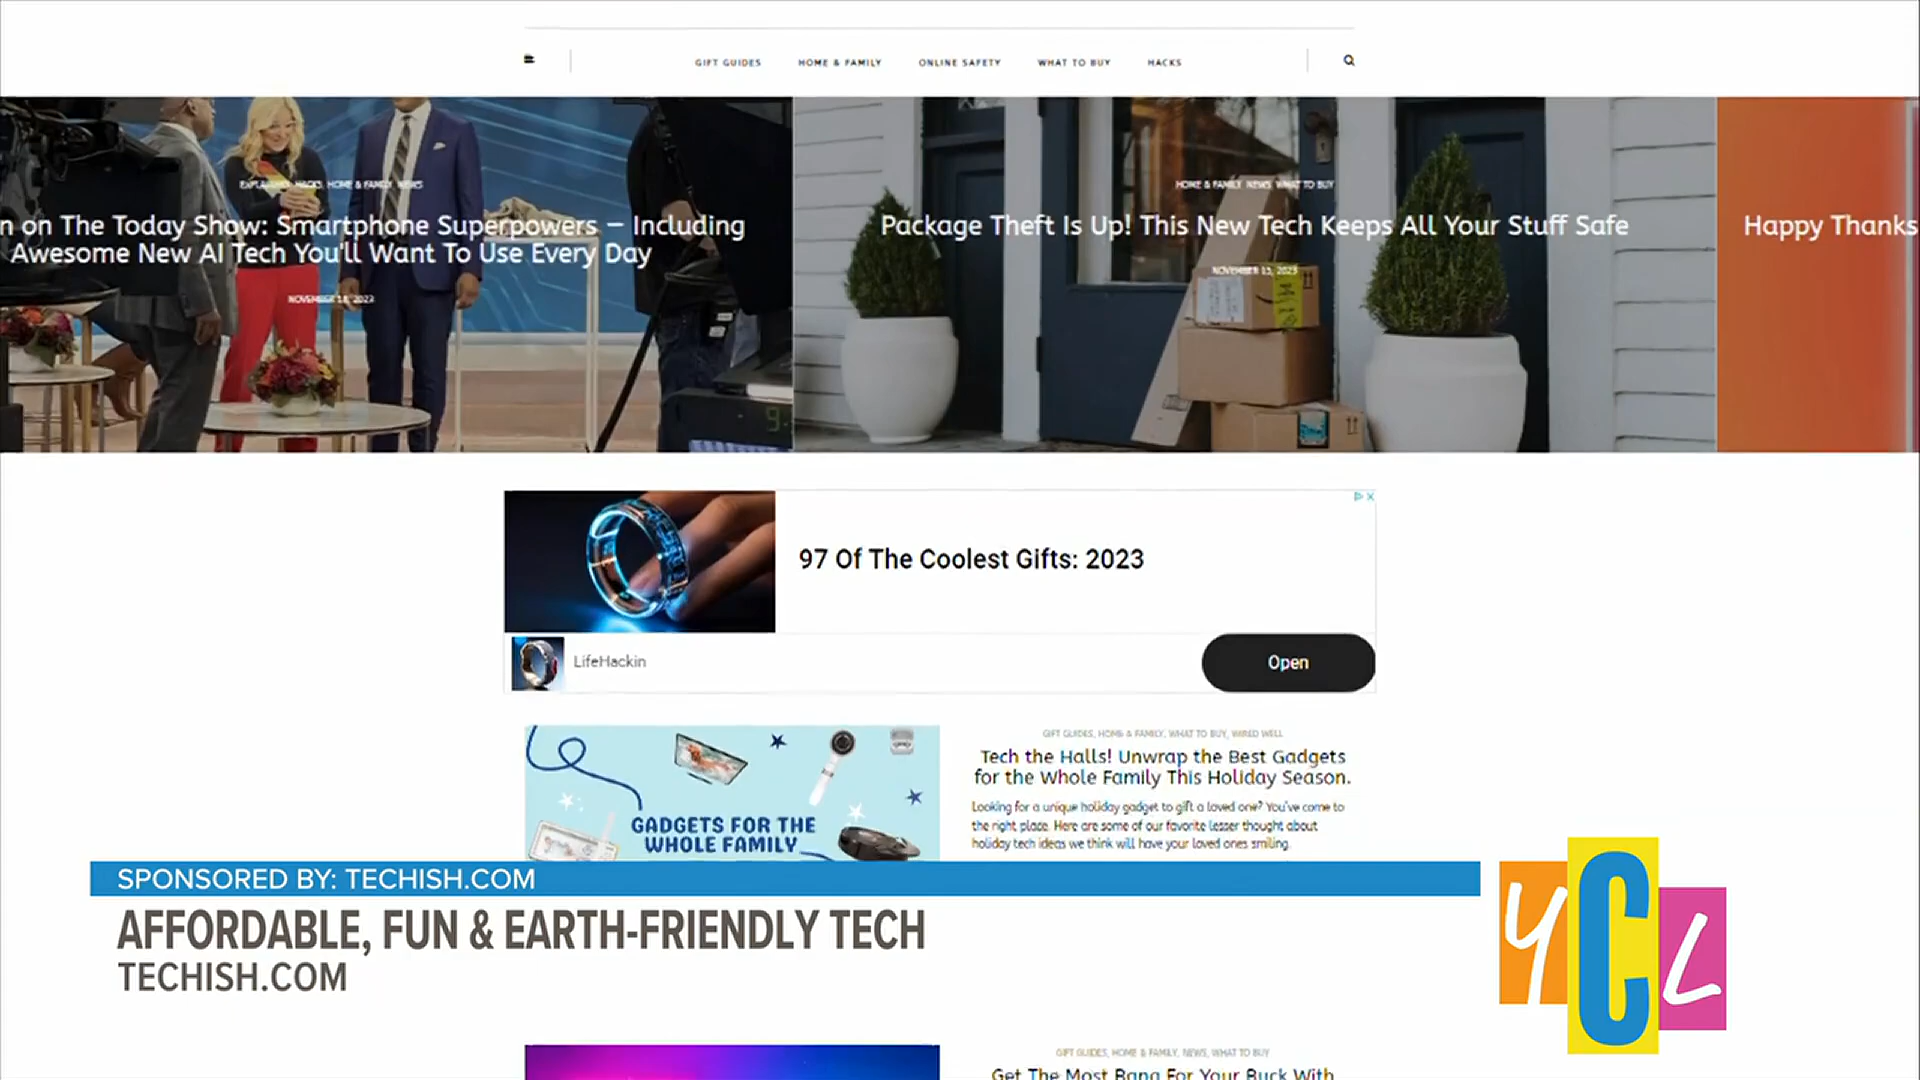 GIFT GUIDES
HOME & FAMILY
ONLINE SAFETY
WHAT TO BUY
HACKS
HACKS, HOME & FAMILY, NEWS
n on The Today Show: Smartphone Superpowers – Including
Awesome New AI Tech You'll Want To Use Every Day
HOME & FAMILY, NEWS, WHAT TO BUY
Package Theft Is Up! This New Tech Keeps All Your Stuff Safe
Happy Thanks
97 Of The Coolest Gifts: 2023
LifeHackin
Open
GADGETS FOR THE
WHOLE FAMILY
GIFT GUIDES, HOME & FAMILY, WHAT TO BUY, WIRED WELL
Tech the Halls! Unwrap the Best Gadgets
for the Whole Family This Holiday Season.
Looking for a unique holiday gadget to gift a loved one? You've come to
the right place. Here are some of our favorite lesser thought about
holiday tech ideas we think will have your loved ones smiling.
SPONSORED BY: TECHISH.COM
AFFORDABLE, FUN & EARTH-FRIENDLY TECH
TECHISH.COM
YCL
GIFT GUIDES, HOME & FAMILY, NEWS, WHAT TO BUY
Get The Most Bang For Your Buck With